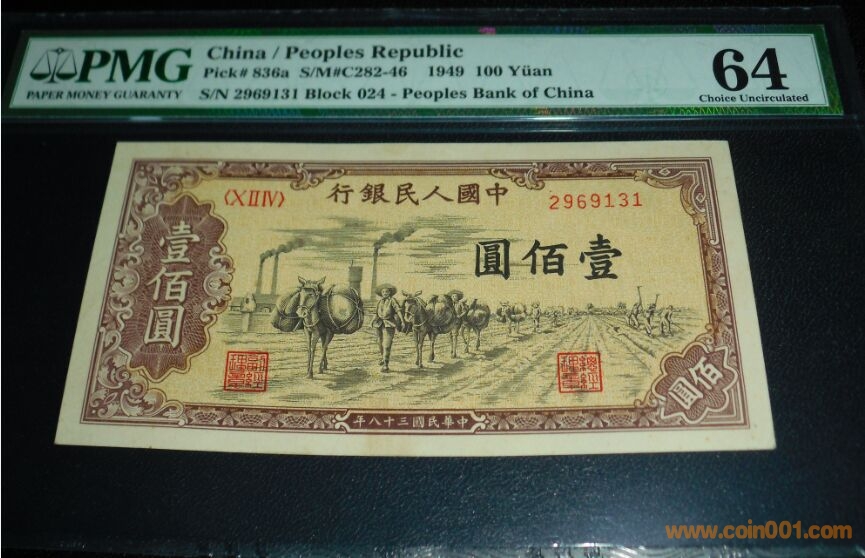 PMG
PAPER MONEY GUARANTY
China / Peoples Republic
Pick# 836a S/M#C282-46 1949 100 Yüan
S/N 2969131 Block 024 - Peoples Bank of China
64
Choice Uncirculated
〈XIIIV〉
行銀民人國中
2969131
圓佰壹
壹佰圓
佰圓
年八十三國民華中
www.coin001.com